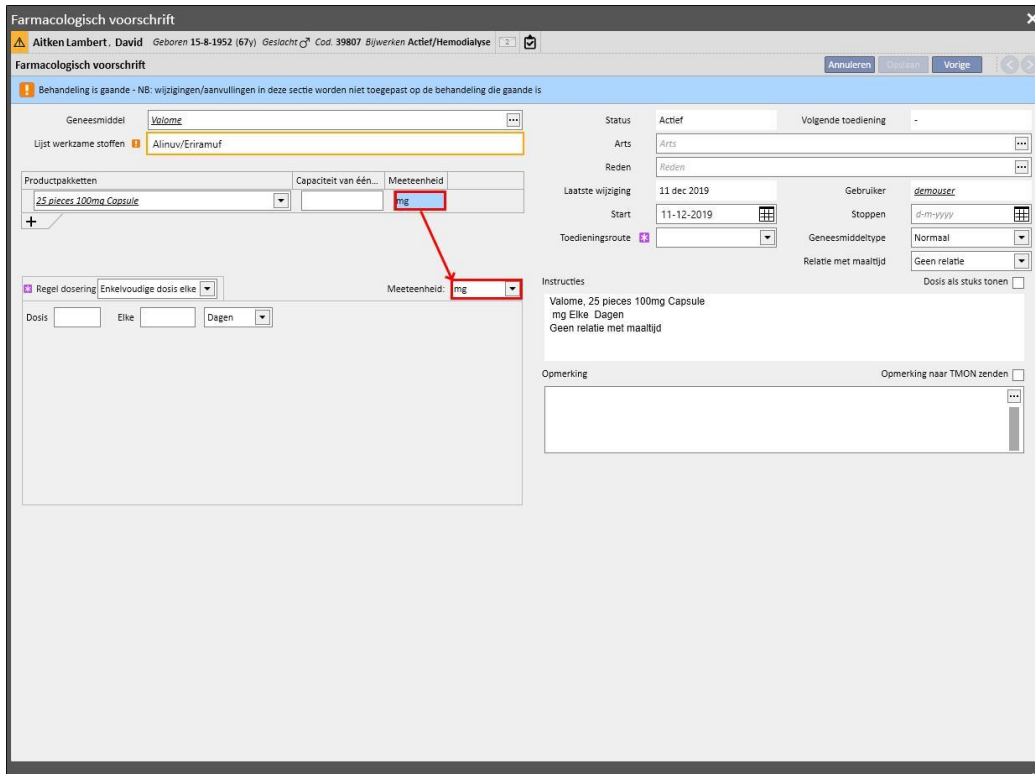 Farmacologisch voorschrift
Aitken Lambert, David Geboren 15-8-1952 (67y) Geslacht Cod. 39807 Bijwerken Actief/Hemodialyse 2
Farmacologisch voorschrift Annuleren Opslaan Vorige
Behandeling is gaande - NB: wijzigingen/aanvullingen in deze sectie worden niet toegepast op de behandeling die gaande is
Geneesmiddel Valome
Lijst werkzame stoffen Alinuv/Eriramuf
Productpakketten Capaciteit van één... Meeteenheid
25 pieces 100mg Capsule mg
+
Regel dosering Enkelvoudige dosis elke Meeteenheid: mg
Dosis Elke Dagen
Status Actief Volgende toediening -
Arts Arts
Reden Reden
Laatste wijziging 11 dec 2019 Gebruiker demouser
Start 11-12-2019 Stoppen d-m-yyyy
Toedieningsroute Geneesmiddeltype Normaal
Relatie met maaltijd Geen relatie
Instructies Dosis als stuks tonen
Valome, 25 pieces 100mg Capsule
mg Elke Dagen
Geen relatie met maaltijd
Opmerking Opmerking naar TMON zenden